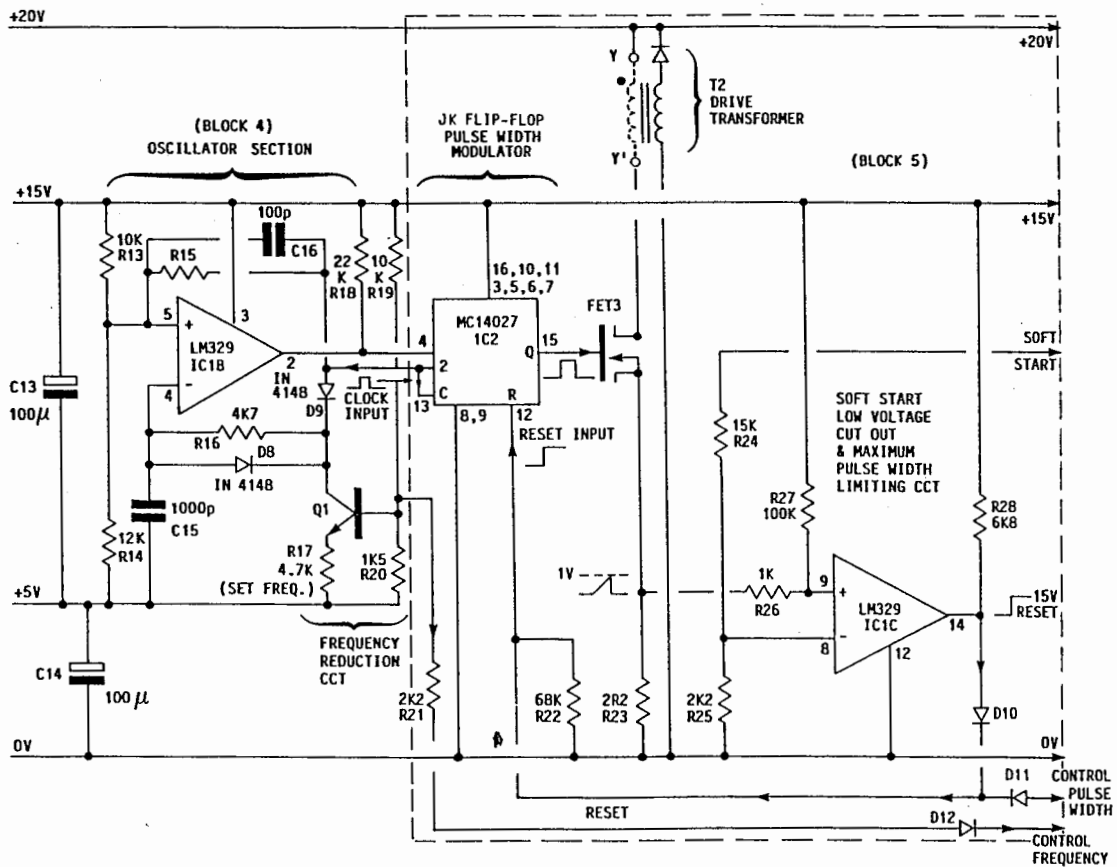 +20V
+20V
Y
T2
DRIVE
TRANSFORMER
Y'
(BLOCK 4)
OSCILLATOR SECTION
JK FLIP-FLOP
PULSE WIDTH
MODULATOR
(BLOCK 5)
+15V
+15V
100p
C16
10K
R13
R15
22
K
R18
10
K
R19
16,10,11
3,5,6,7
FET3
5
+
3
LM329
IC1B
2
4
-
4
MC14027
1C2
Q
15
2
C
13
R
8,9
12
IN
4148
D9
CLOCK
INPUT
SOFT
START
C13
100µ
4K7
R16
D8
IN 4148
RESET INPUT
15K
R24
SOFT START
LOW VOLTAGE
CUT OUT
& MAXIMUM
PULSE WIDTH
LIMITING CCT
1000p
C15
Q1
12K
R14
R17
4.7K
(SET FREQ.)
1K5
R20
R27
100K
R28
6K8
1V
1K
R26
9
+
LM329
IC1C
14
8
-
12
15V
RESET
+5V
FREQUENCY
REDUCTION
CCT
C14
100 µ
2K2
R21
68K
R22
2R2
R23
2K2
R25
D10
0V
0V
D11
CONTROL
PULSE
WIDTH
RESET
D12
CONTROL
FREQUENCY